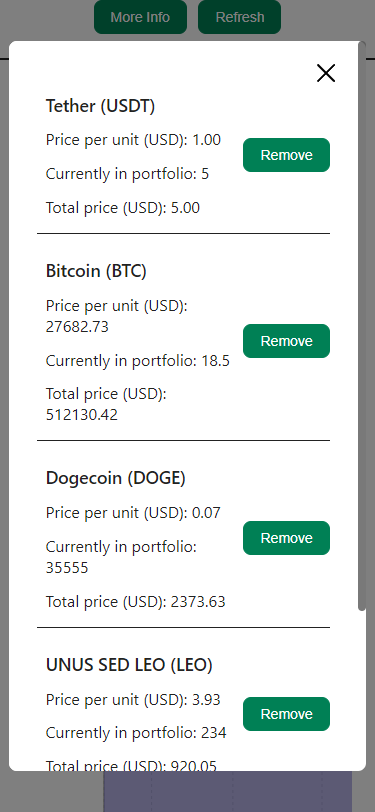 More Info
Refresh
Tether (USDT)
Price per unit (USD): 1.00
Currently in portfolio: 5
Total price (USD): 5.00
Remove
Bitcoin (BTC)
Price per unit (USD):
27682.73
Currently in portfolio: 18.5
Total price (USD):
512130.42
Remove
Dogecoin (DOGE)
Price per unit (USD): 0.07
Currently in portfolio:
35555
Total price (USD): 2373.63
Remove
UNUS SED LEO (LEO)
Price per unit (USD): 3.93
Currently in portfolio: 234
Total price (USD): 920.05
Remove